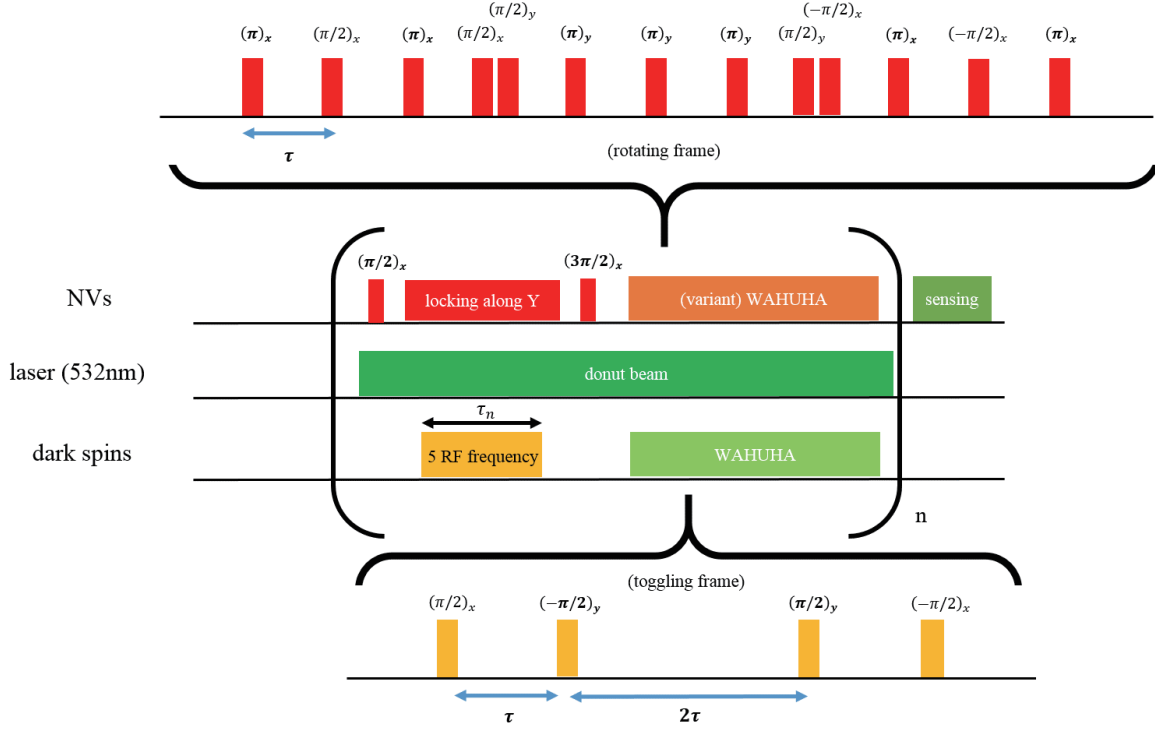 (π/2)y (−π/2)x
(π)x (π/2)x (π)x (π/2)x (π)y (π)y (π)y (π/2)y (π)x (−π/2)x (π)x
τ
(rotating frame)
(π/2)x (3π/2)x
NVs locking along Y (variant) WAHUHA sensing
laser (532nm) donut beam
τn
dark spins 5 RF frequency WAHUHA
n
(toggling frame)
(π/2)x (−π/2)y (π/2)y (−π/2)x
τ 2τ